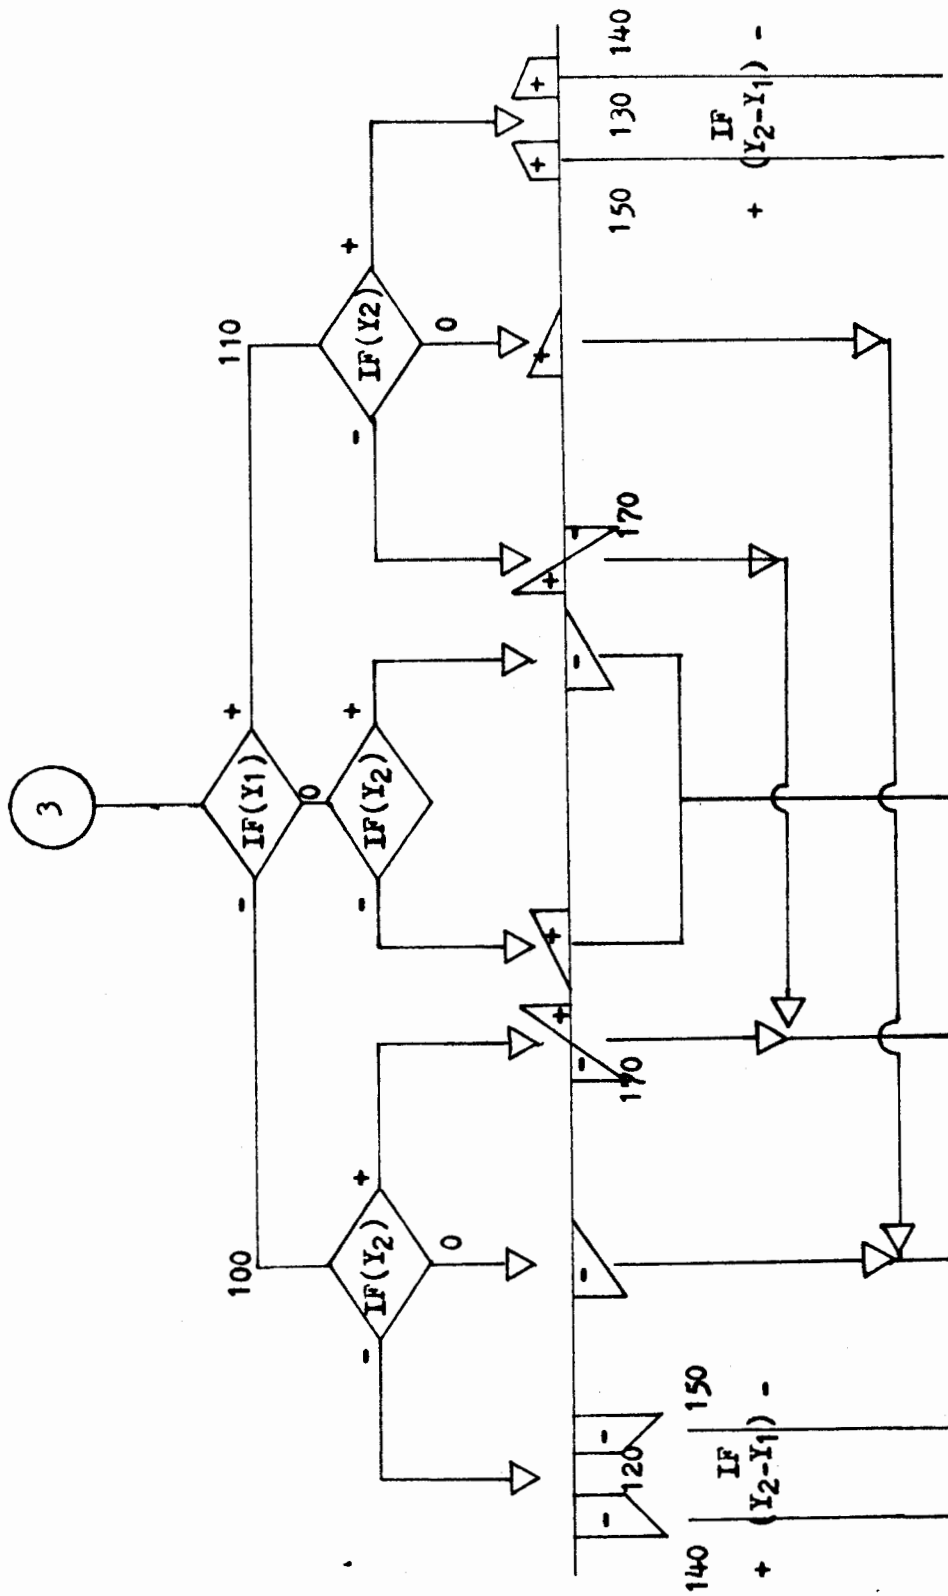 3
- IF(Y1) +
0
100
110
- IF(Y2) +
0
- IF(Y2) +
- IF(Y2) +
0
- - - - + + - + - + + +
120
170
170
140
+
IF
(Y2-Y1)
150
-
150
+
130
IF
(Y2-Y1)
140
-